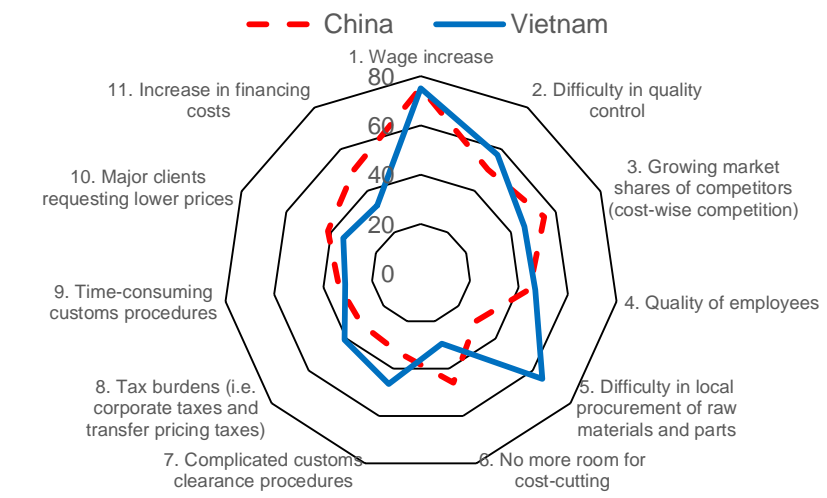 China
Vietnam
1. Wage increase
80
11. Increase in financing
costs
2. Difficulty in quality
control
60
10. Major clients
requesting lower prices
40
3. Growing market
shares of competitors
(cost-wise competition)
20
0
9. Time-consuming
customs procedures
4. Quality of employees
8. Tax burdens (i.e.
corporate taxes and
transfer pricing taxes)
5. Difficulty in local
procurement of raw
materials and parts
7. Complicated customs
clearance procedures
6. No more room for
cost-cutting